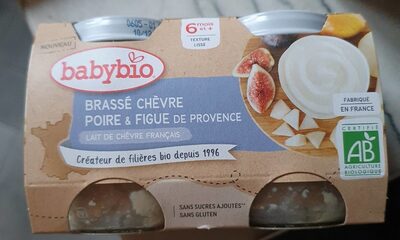 NOUVEAU
babybio
6 mois
et +
TEXTURE
LISSE
BRASSÉ CHÈVRE
POIRE & FIGUE DE PROVENCE
LAIT DE CHÈVRE FRANÇAIS
Créateur de filières bio depuis 1996
FABRIQUÉ
EN FRANCE
CERTIFIÉ
AB
AGRICULTURE
BIOLOGIQUE
SANS SUCRES AJOUTÉS**
SANS GLUTEN